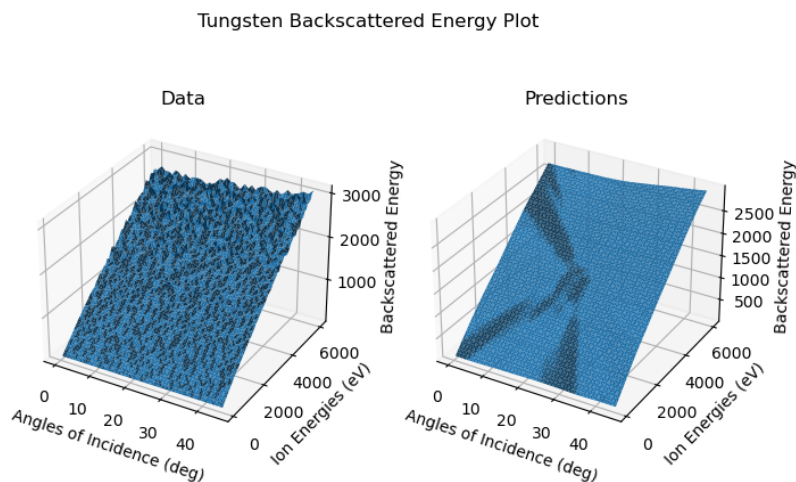 Tungsten Backscattered Energy Plot
Data
Predictions
3000
2000
1000
Backscattered Energy
0
10
20
30
40
Angles of Incidence (deg)
0
2000
4000
6000
Ion Energies (eV)
2500
2000
1500
1000
500
Backscattered Energy
0
10
20
30
40
Angles of Incidence (deg)
0
2000
4000
6000
Ion Energies (eV)